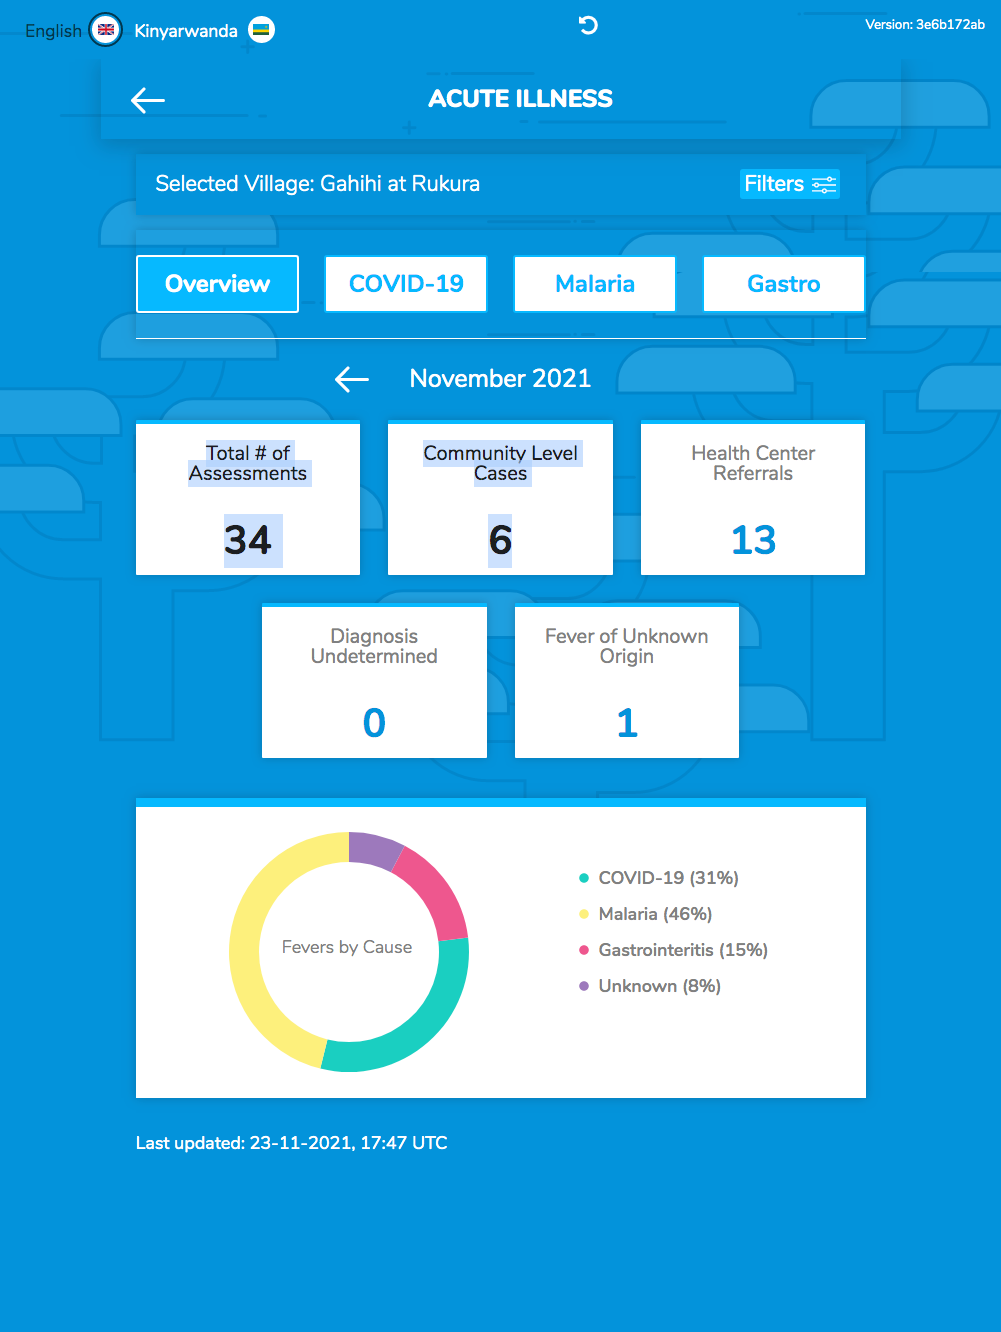 English
Kinyarwanda
Version: 3e6b172ab
ACUTE ILLNESS
Selected Village: Gahihi at Rukura
Filters
Overview
COVID-19
Malaria
Gastro
November 2021
Total # of
Assessments
34
Community Level
Cases
6
Health Center
Referrals
13
Diagnosis
Undetermined
0
Fever of Unknown
Origin
1
Fevers by Cause
COVID-19 (31%)
Malaria (46%)
Gastrointeritis (15%)
Unknown (8%)
Last updated: 23-11-2021, 17:47 UTC